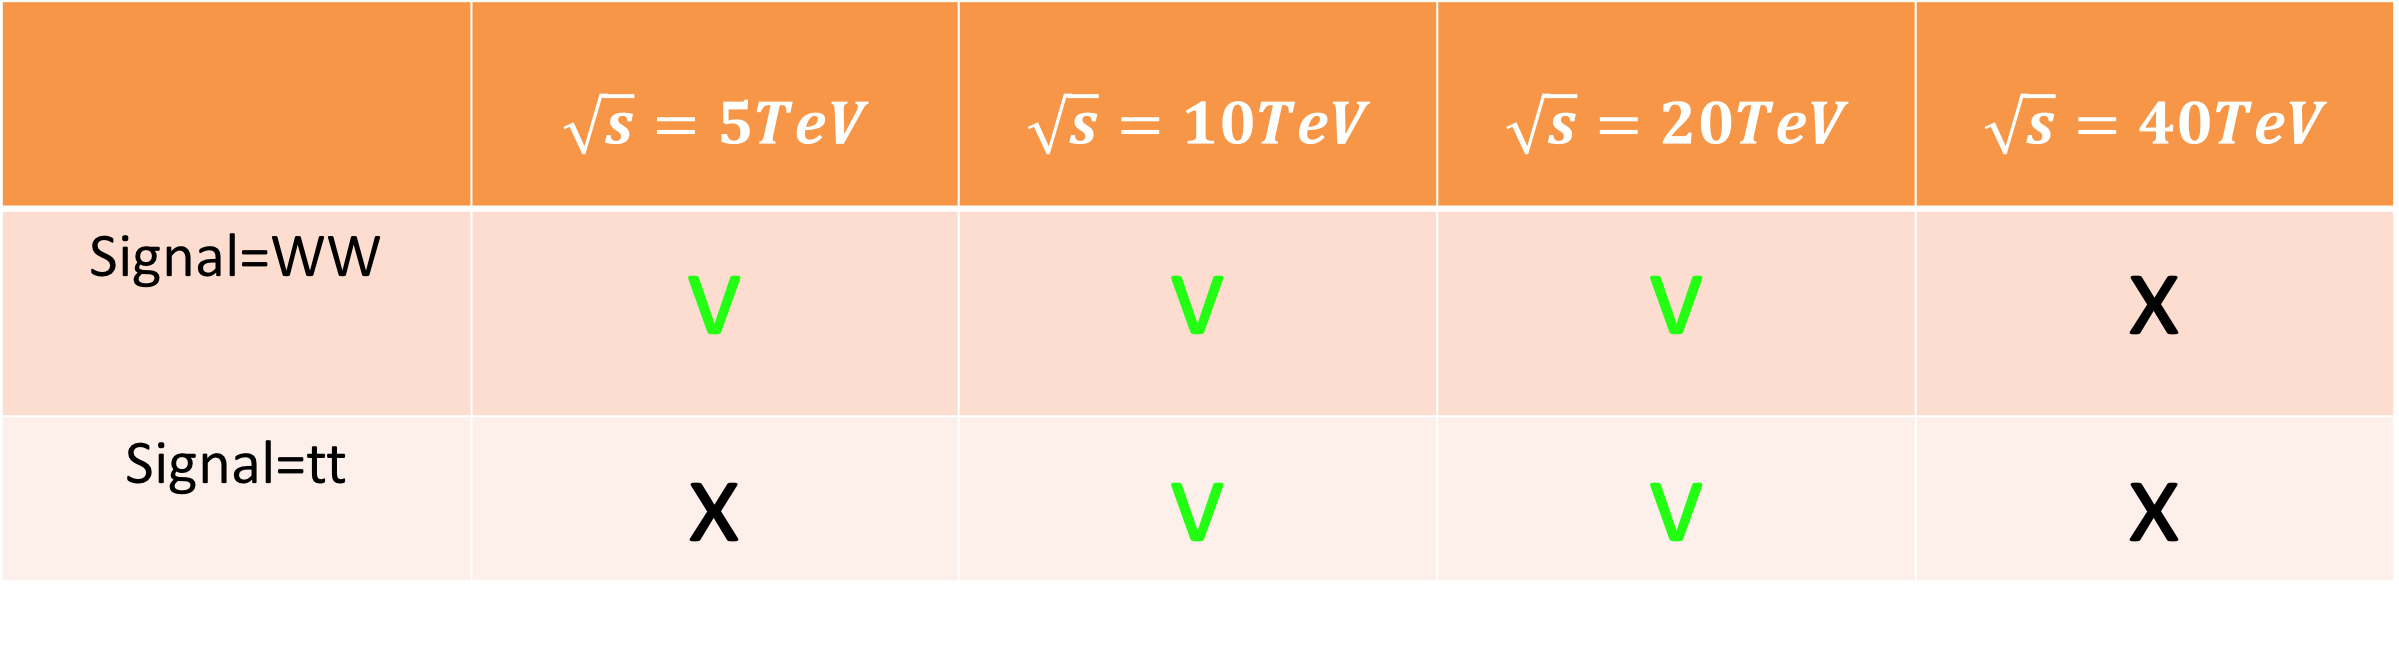 √s = 5TeV √s = 10TeV √s = 20TeV √s = 40TeV
Signal=WW V V V X
Signal=tt X V V X